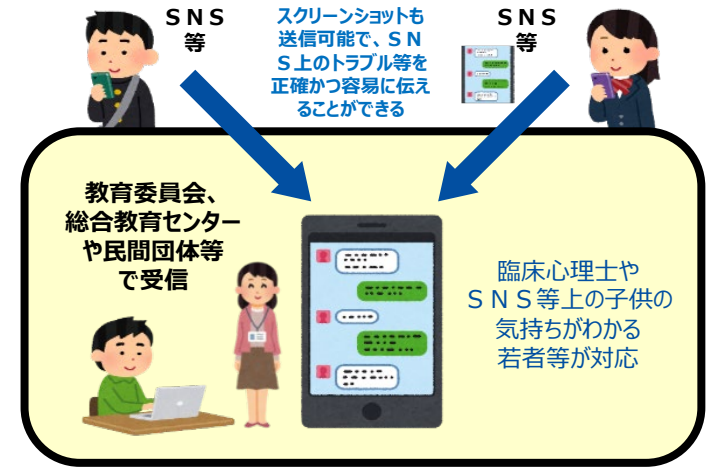 ＳＮＳ
等
スクリーンショットも
送信可能で、ＳＮ
Ｓ上のトラブル等を
正確かつ容易に伝え
ることができる
ＳＮＳ
等
教育委員会、
総合教育センター
や民間団体等
で受信
臨床心理士や
ＳＮＳ等上の子供の
気持ちがわかる
若者等が対応